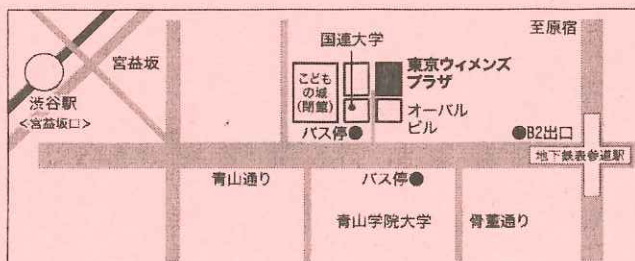 宮益坂
渋谷駅
<宮益坂口>
国連大学
至原宿
こども
の城
(閉館)
東京ウィメンズ
プラザ
オーバル
ビル
バス停●
●B2出口
地下鉄表参道駅
青山通り
バス停●
青山学院大学
骨董通り